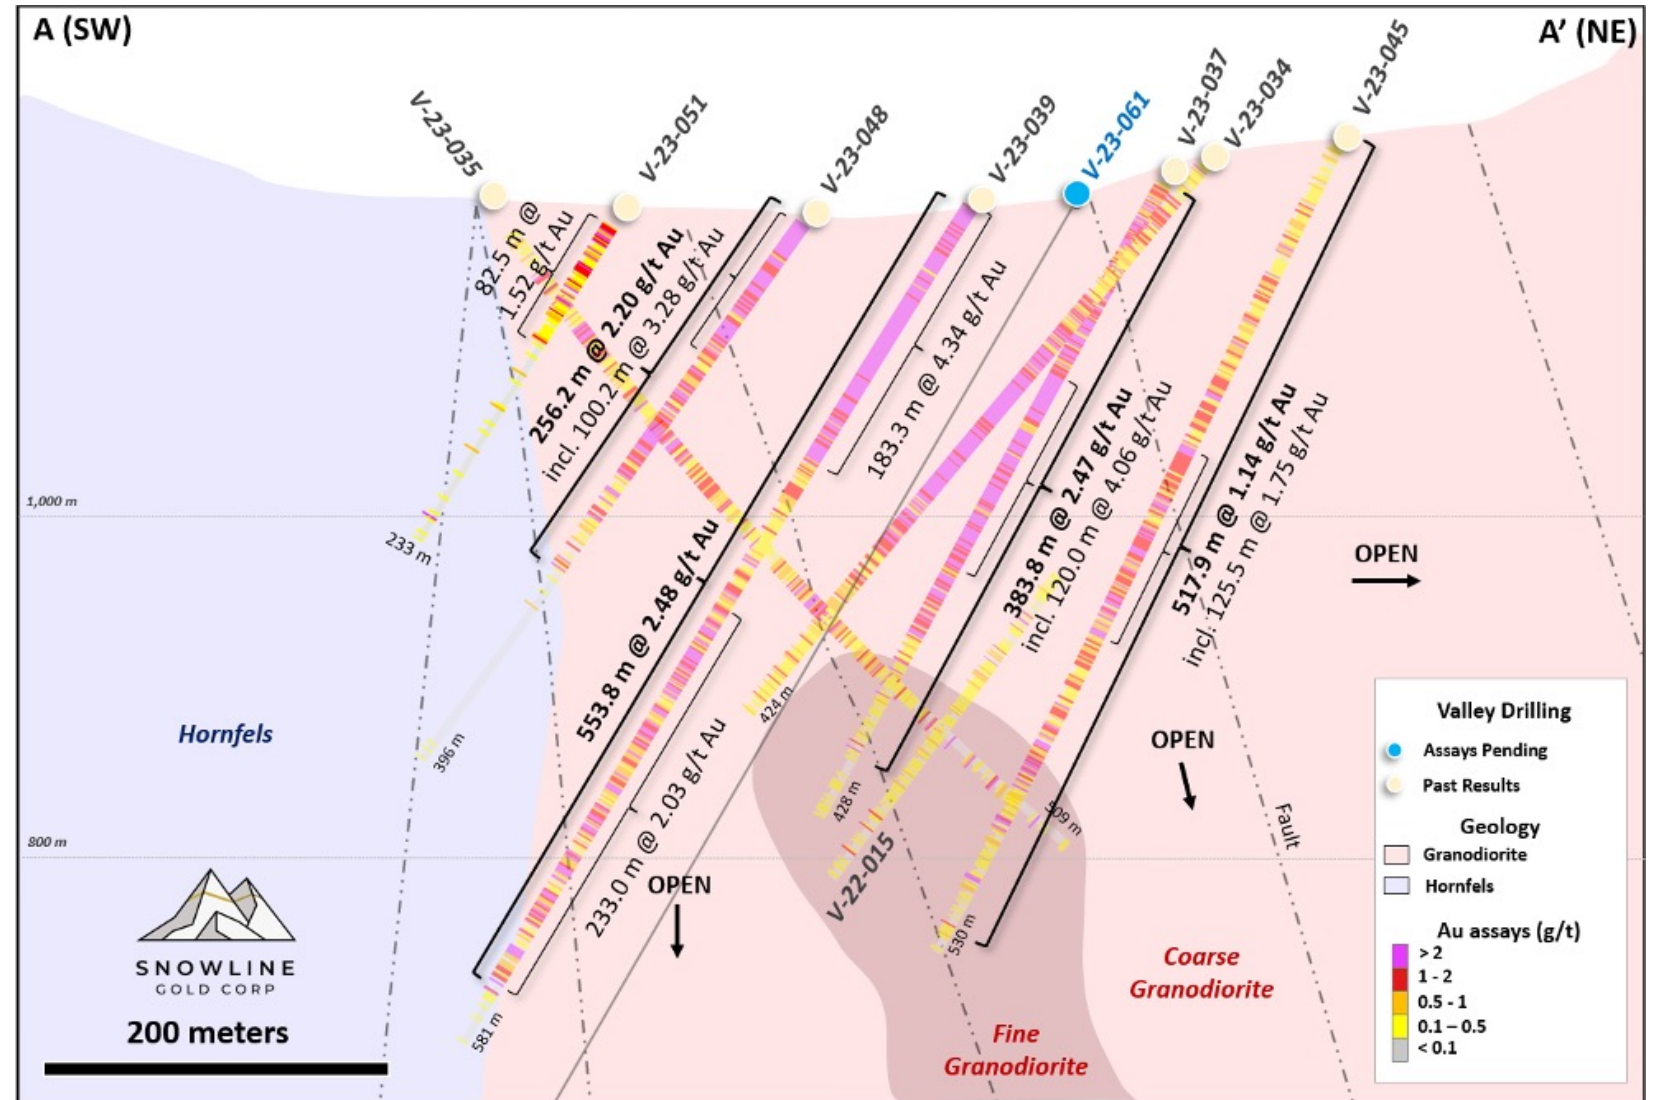 A (SW)
A' (NE)
V-23-035
V-23-051
V-23-048
V-23-039
V-23-061
V-23-037
V-23-034
V-23-045
82.5 m @
1.52 g/t Au
256.2 m @ 2.20 g/t Au
incl. 100.2 m @ 3.28 g/t Au
183.3 m @ 4.34 g/t Au
553.8 m @ 2.48 g/t Au
233.0 m @ 2.03 g/t Au
383.8 m @ 2.47 g/t Au
incl. 120.0 m @ 4.06 g/t Au
517.9 m @ 1.14 g/t Au
incl. 125.5 m @ 1.75 g/t Au
1,000 m
233 m
OPEN
424 m
Hornfels
396 m
OPEN
428 m
509 m
Fault
800 m
V-22-015
OPEN
530 m
581 m
SNOWLINE
GOLD CORP
200 meters
Coarse
Granodiorite
Fine
Granodiorite
Valley Drilling
Assays Pending
Past Results
Geology
Granodiorite
Hornfels
Au assays (g/t)
> 2
1 - 2
0.5 - 1
0.1 – 0.5
< 0.1